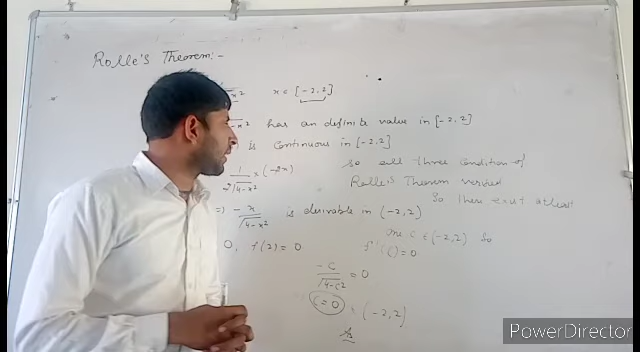 Rolle's Theorem:-
-x² x = [-2,2]
-x² has an definite value in [-2,2]
) is continuous in [-2,2]
1/2√4-x² × (-2x)
=) -x/√4-x² is derivable in (-2,2)
0, f(2) = 0
So all three condition of
Rolle's Theorem verified
So there exist atleast
one c ∈ (-2,2) So
f'(c) = 0
-c/√4-c² = 0
c=0 (-2,2)
PowerDirector